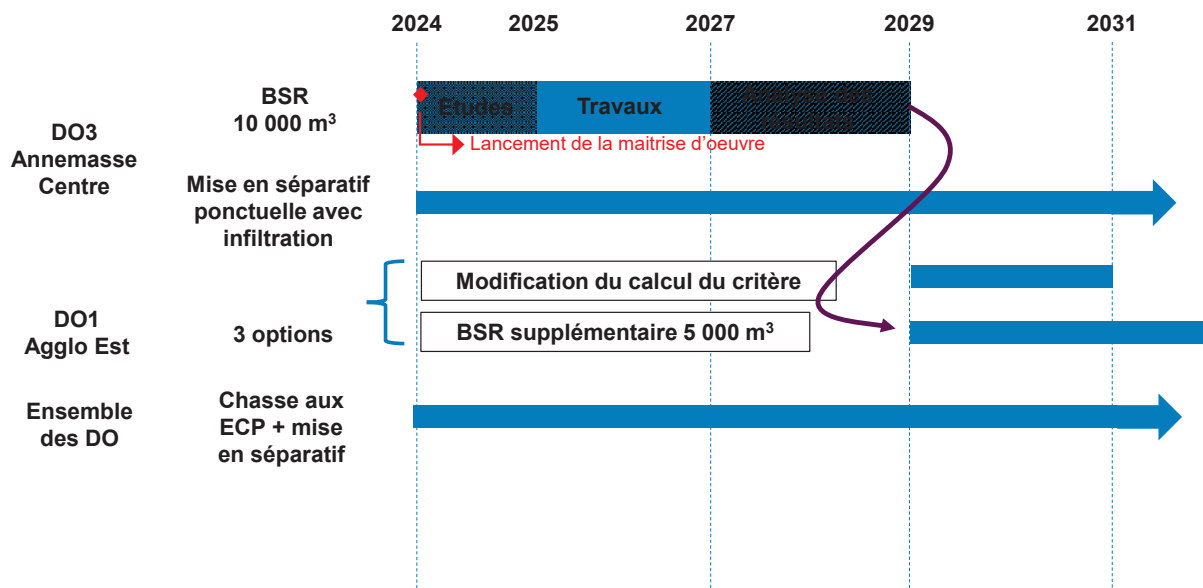 2024
2025
2027
2029
2031
DO3
Annemasse
Centre
BSR
10 000 m³
Etudes
Travaux
Lancement de la maitrise d'oeuvre
Mise en séparatif
ponctuelle avec
infiltration
DO1
Agglo Est
3 options
Modification du calcul du critère
BSR supplémentaire 5 000 m³
Ensemble
des DO
Chasse aux
ECP + mise
en séparatif